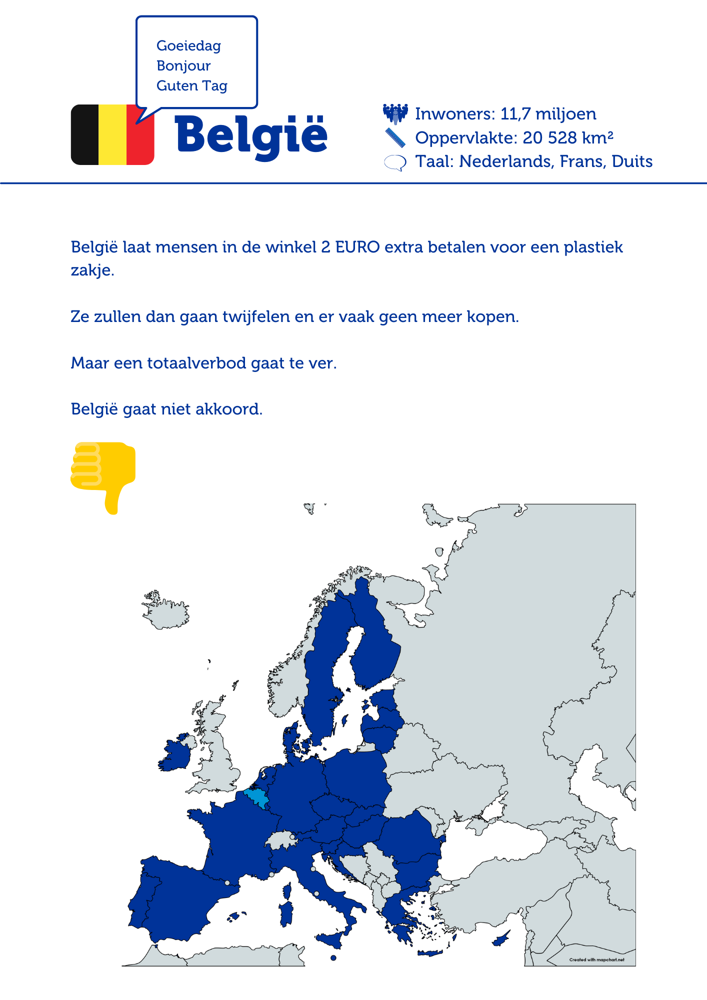 Goeiedag
Bonjour
Guten Tag
België
Inwoners: 11,7 miljoen
Oppervlakte: 20 528 km²
Taal: Nederlands, Frans, Duits
België laat mensen in de winkel 2 EURO extra betalen voor een plastiek
zakje.
Ze zullen dan gaan twijfelen en er vaak geen meer kopen.
Maar een totaalverbod gaat te ver.
België gaat niet akkoord.
Created with mapchart.net